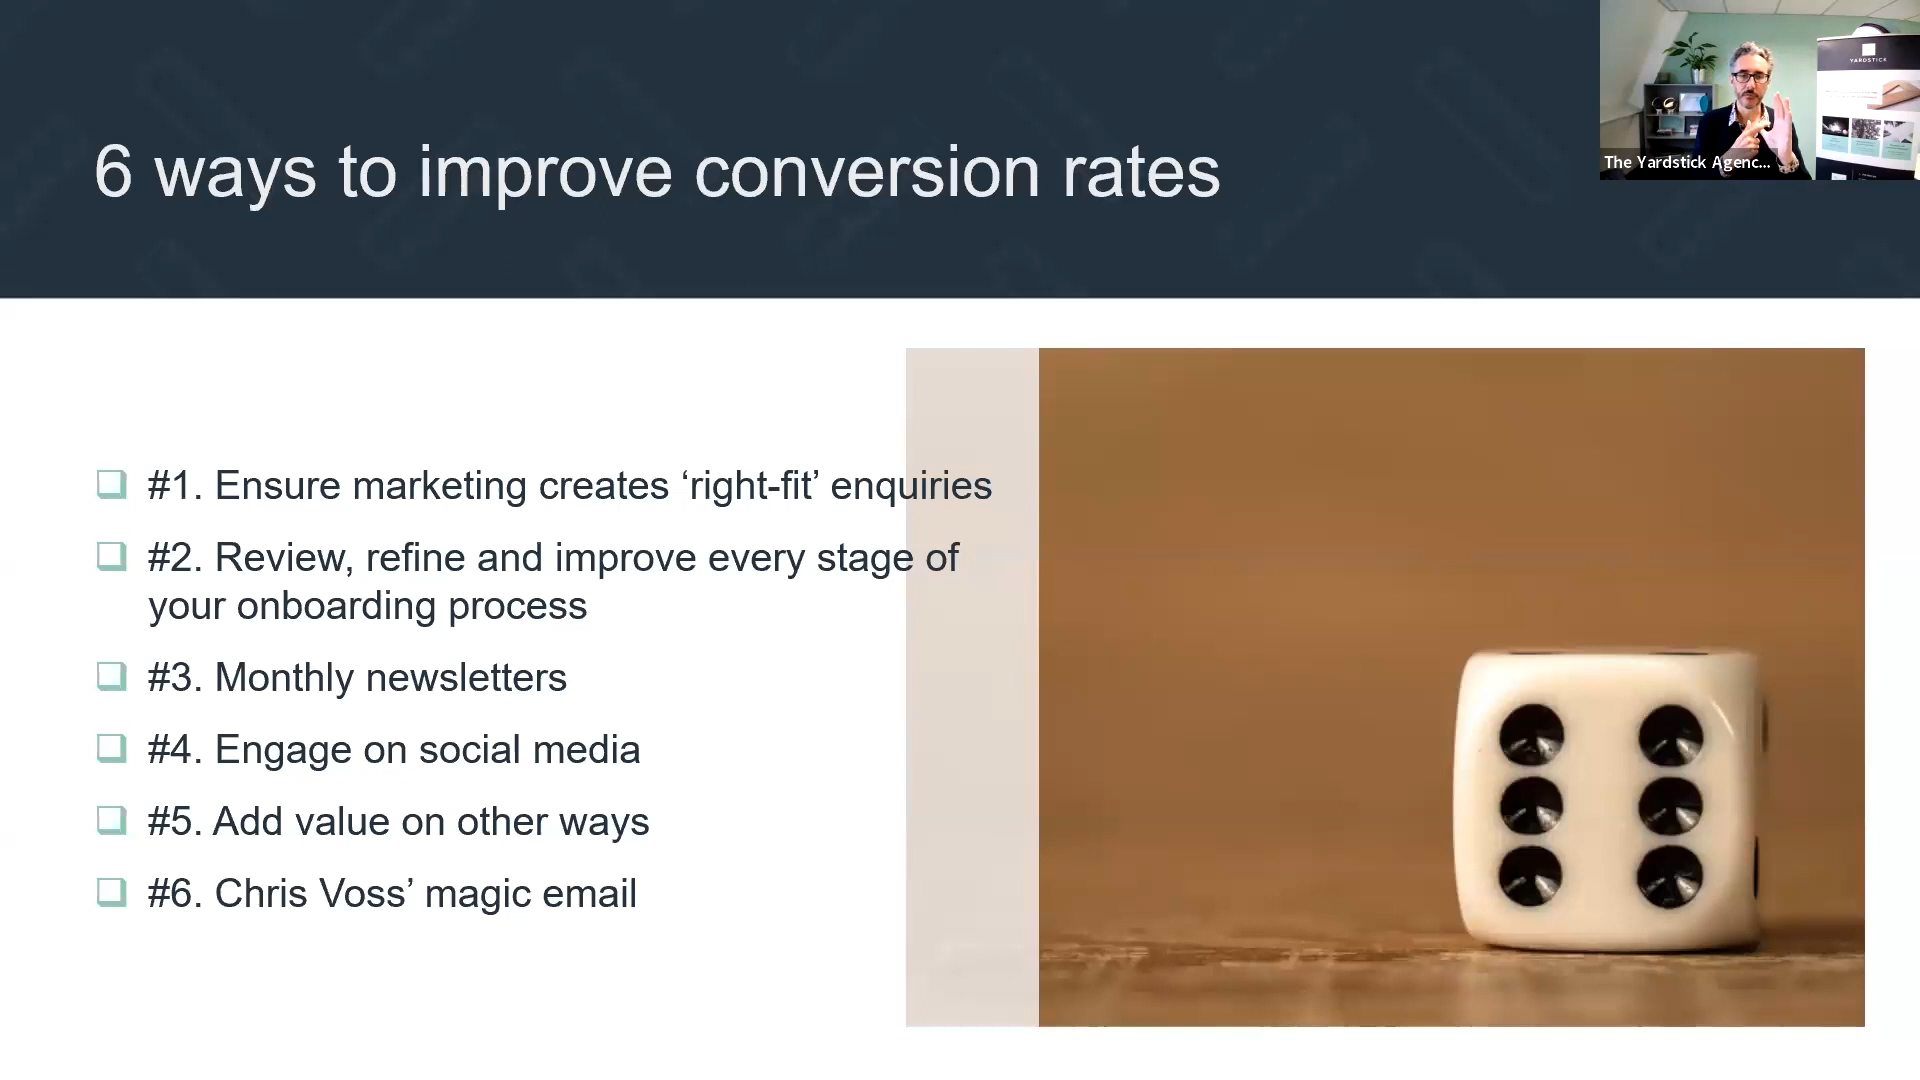 6 ways to improve conversion rates
YARDSTICK
The Yardstick Agenc...
#1. Ensure marketing creates ‘right-fit’ enquiries
#2. Review, refine and improve every stage of
your onboarding process
#3. Monthly newsletters
#4. Engage on social media
#5. Add value on other ways
#6. Chris Voss’ magic email